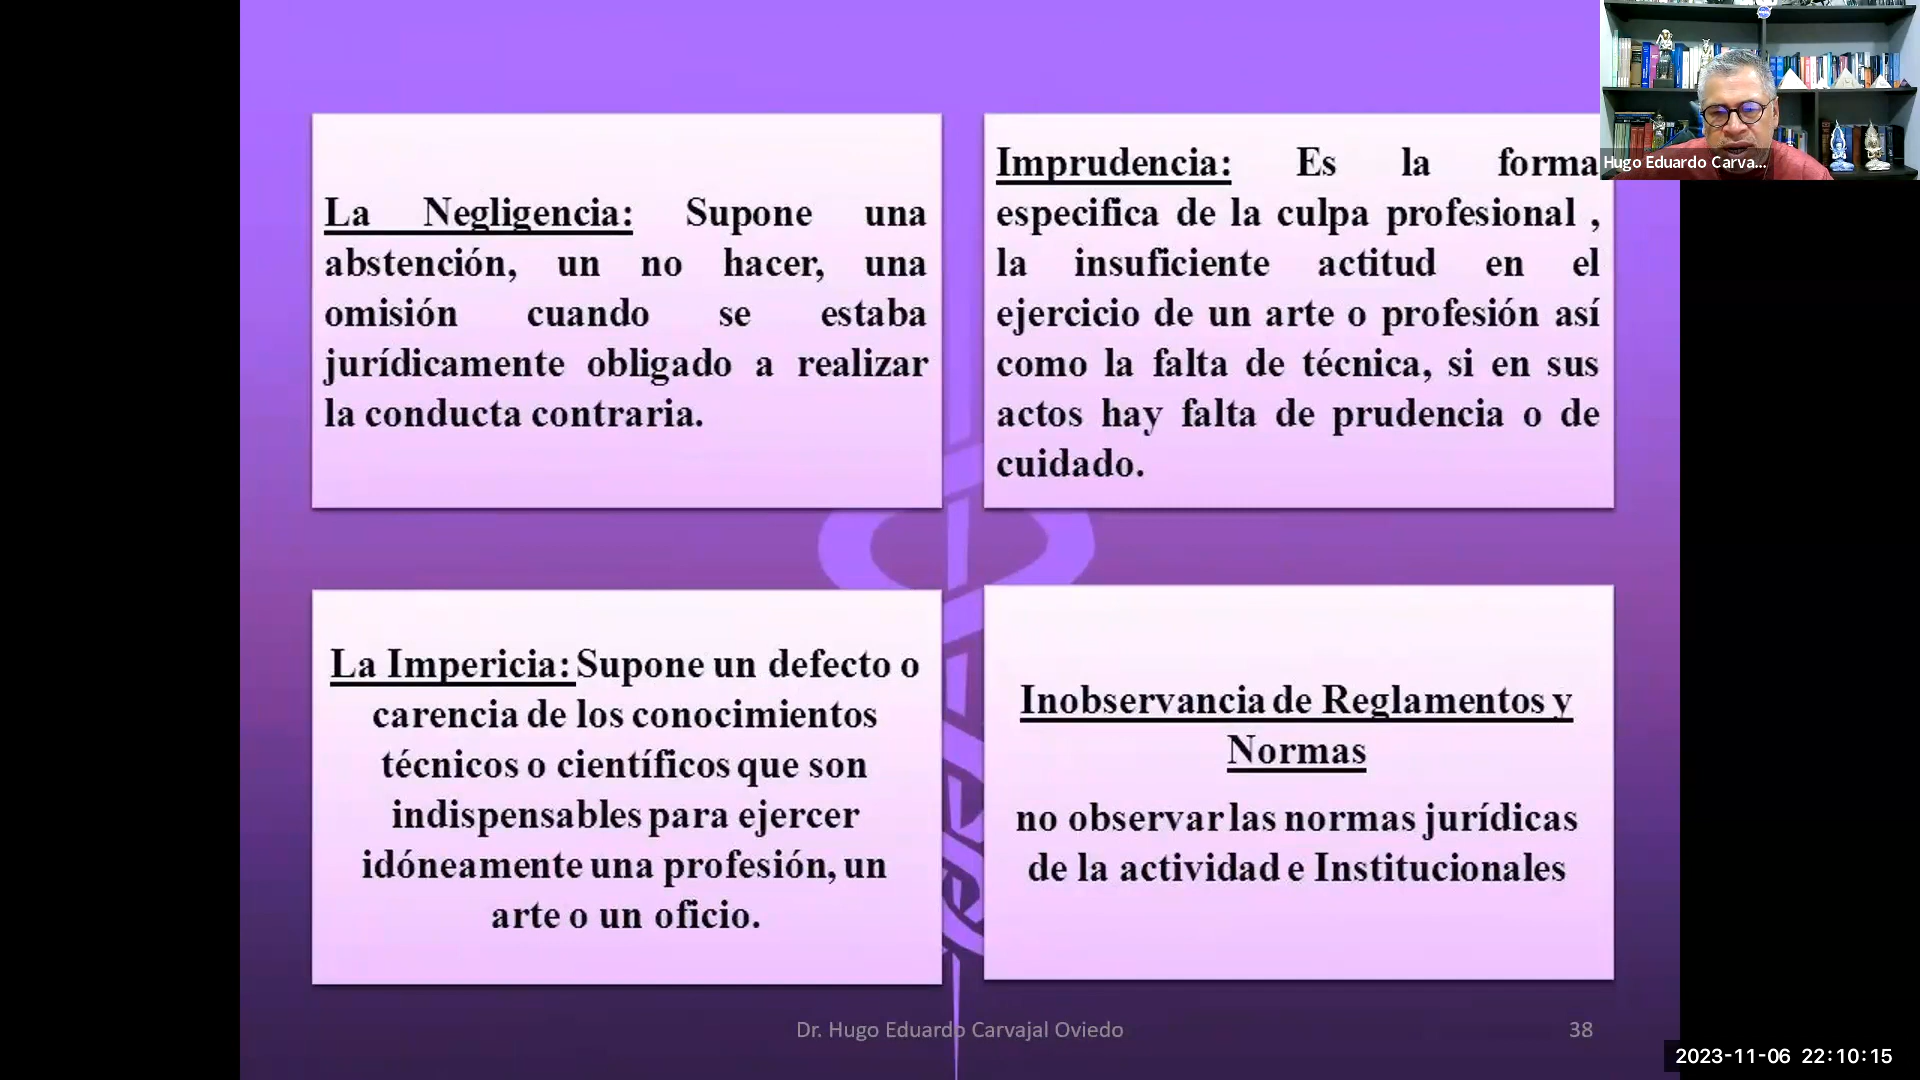 La Negligencia: Supone una
abstención, un no hacer, una
omisión cuando se estaba
jurídicamente obligado a realizar
la conducta contraria.
Imprudencia: Es la forma
especifica de la culpa profesional ,
la insuficiente actitud en el
ejercicio de un arte o profesión así
como la falta de técnica, si en sus
actos hay falta de prudencia o de
cuidado.
La Impericia: Supone un defecto o
carencia de los conocimientos
técnicos o científicos que son
indispensables para ejercer
idóneamente una profesión, un
arte o un oficio.
Inobservancia de Reglamentos y
Normas
no observar las normas jurídicas
de la actividad e Institucionales
Hugo Eduardo Carva...
Dr. Hugo Eduardo Carvajal Oviedo
38
2023-11-06 22:10:15